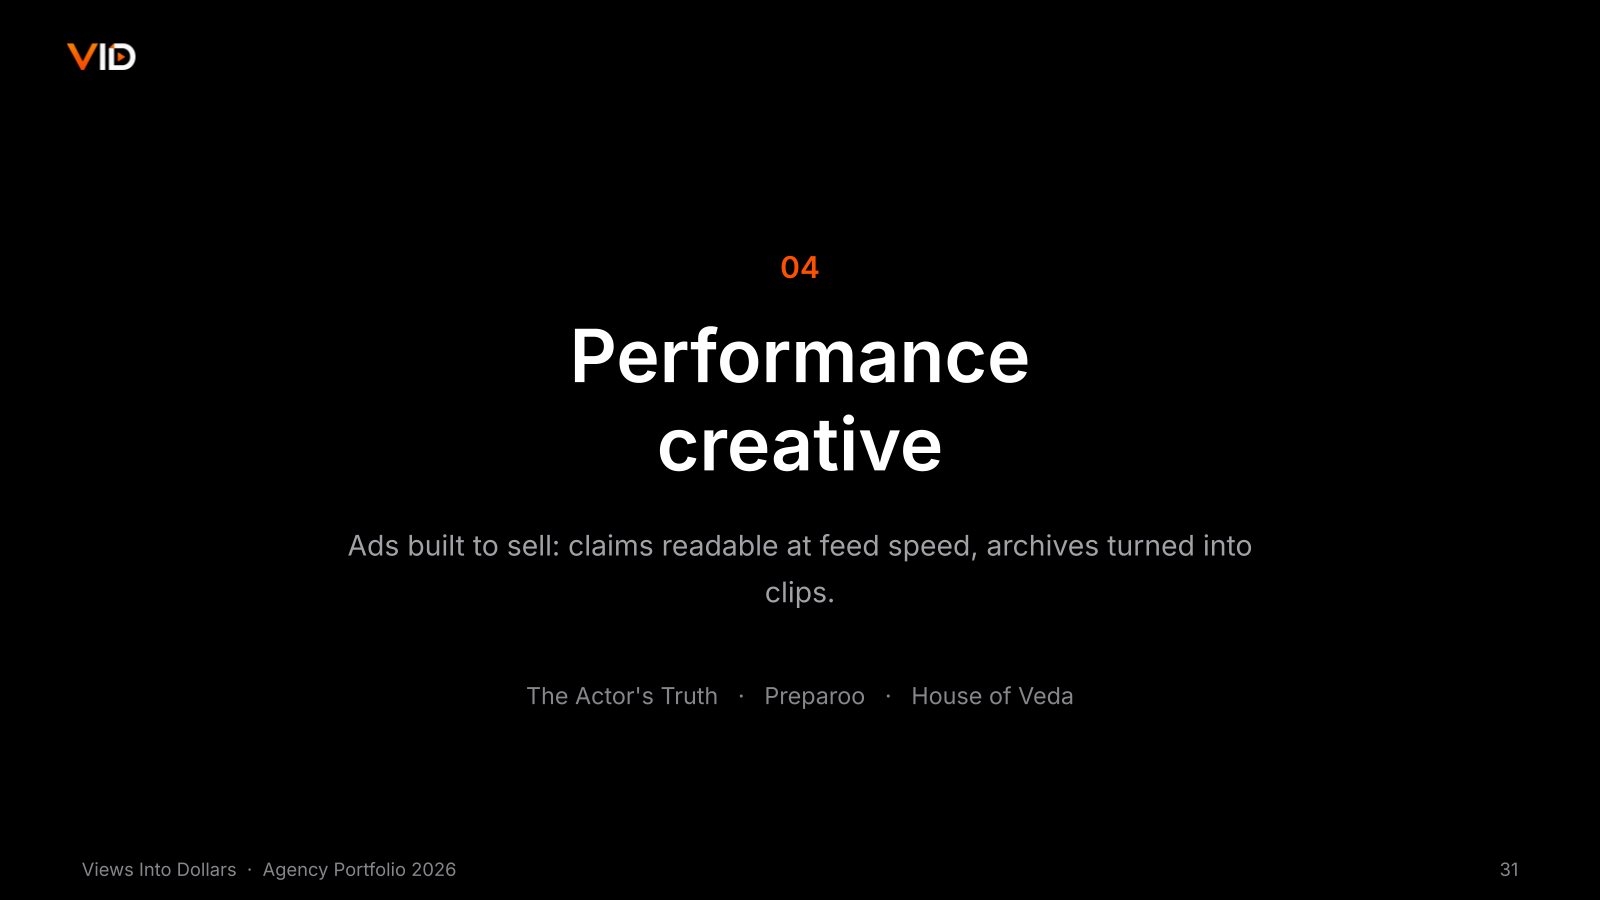 VID
04
Performance
creative
Ads built to sell: claims readable at feed speed, archives turned into
clips.
The Actor's Truth · Preparoo · House of Veda
Views Into Dollars · Agency Portfolio 2026
31